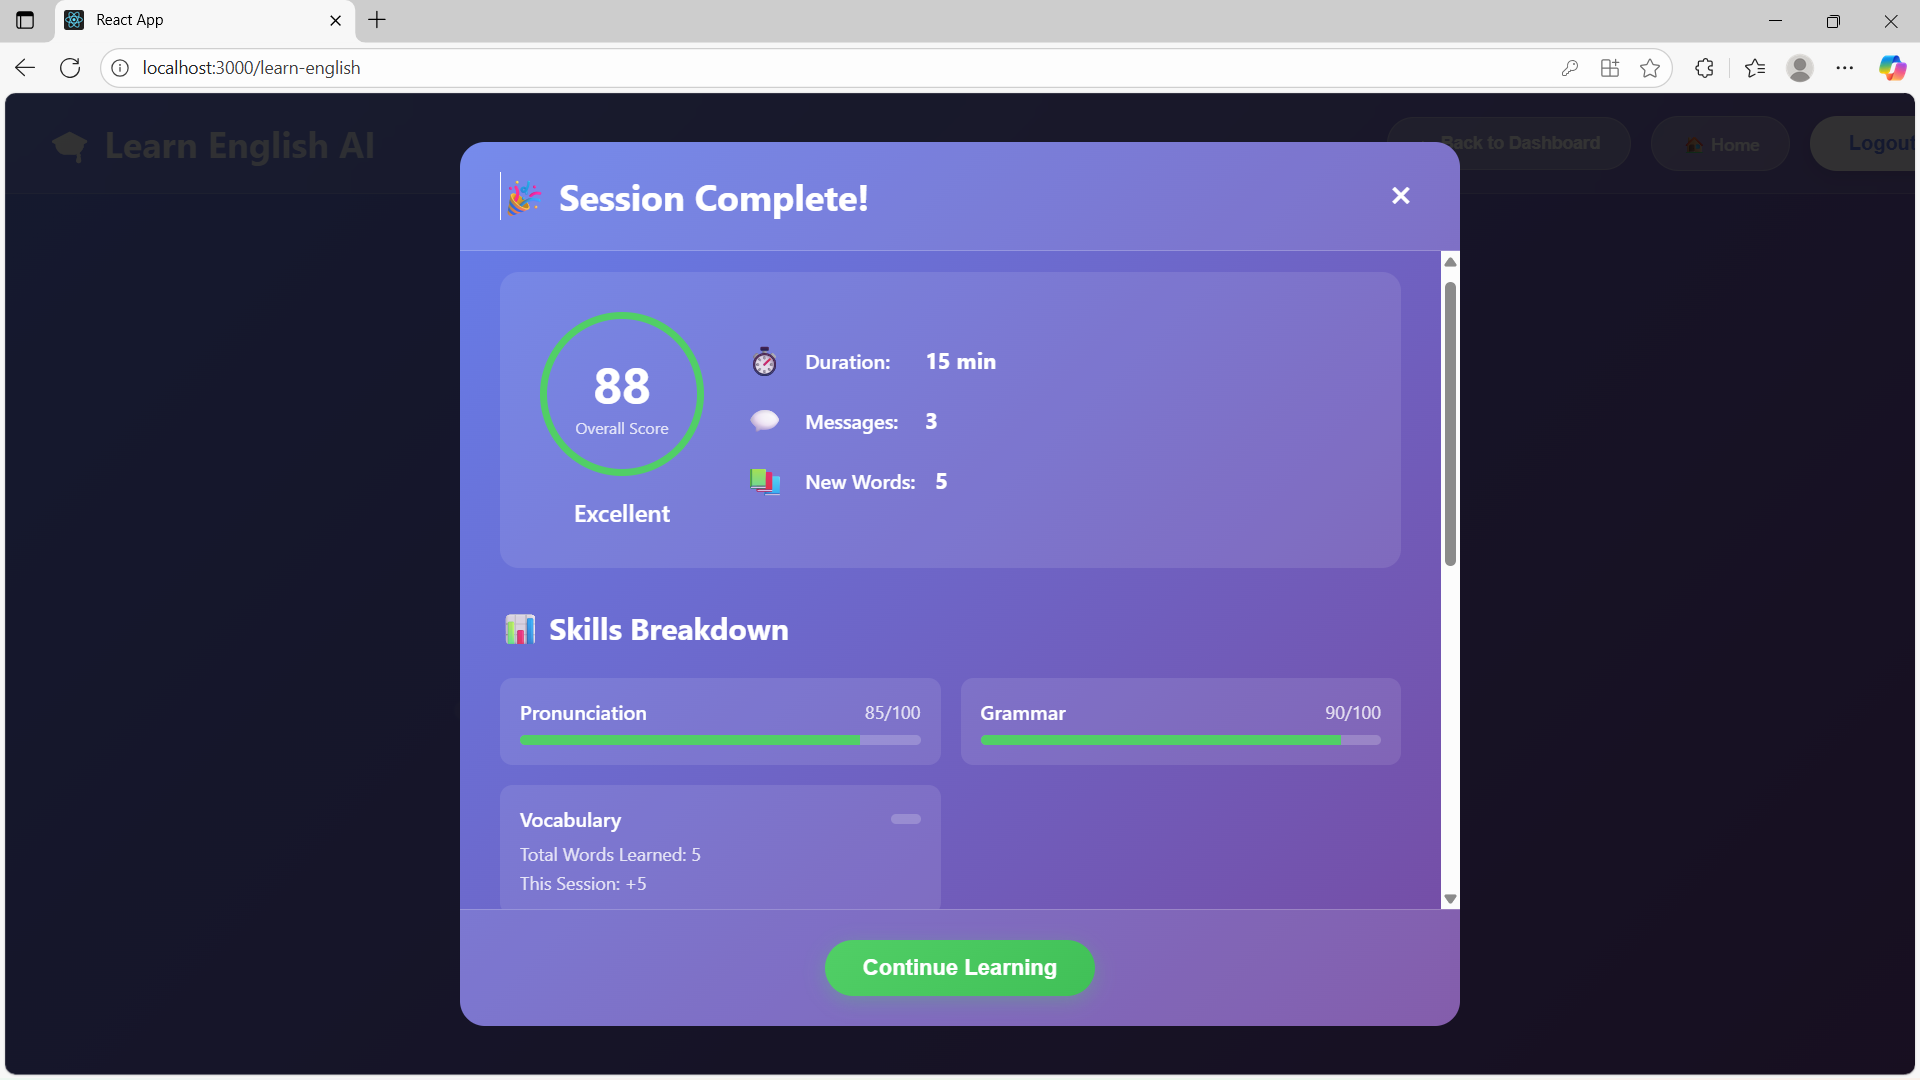 React App
localhost:3000/learn-english
Learn English AI
Back to Dashboard
Home
Logout
Session Complete!
88
Overall Score
Excellent
Duration: 15 min
Messages: 3
New Words: 5
Skills Breakdown
Pronunciation 85/100
Grammar 90/100
Vocabulary
Total Words Learned: 5
This Session: +5
Continue Learning